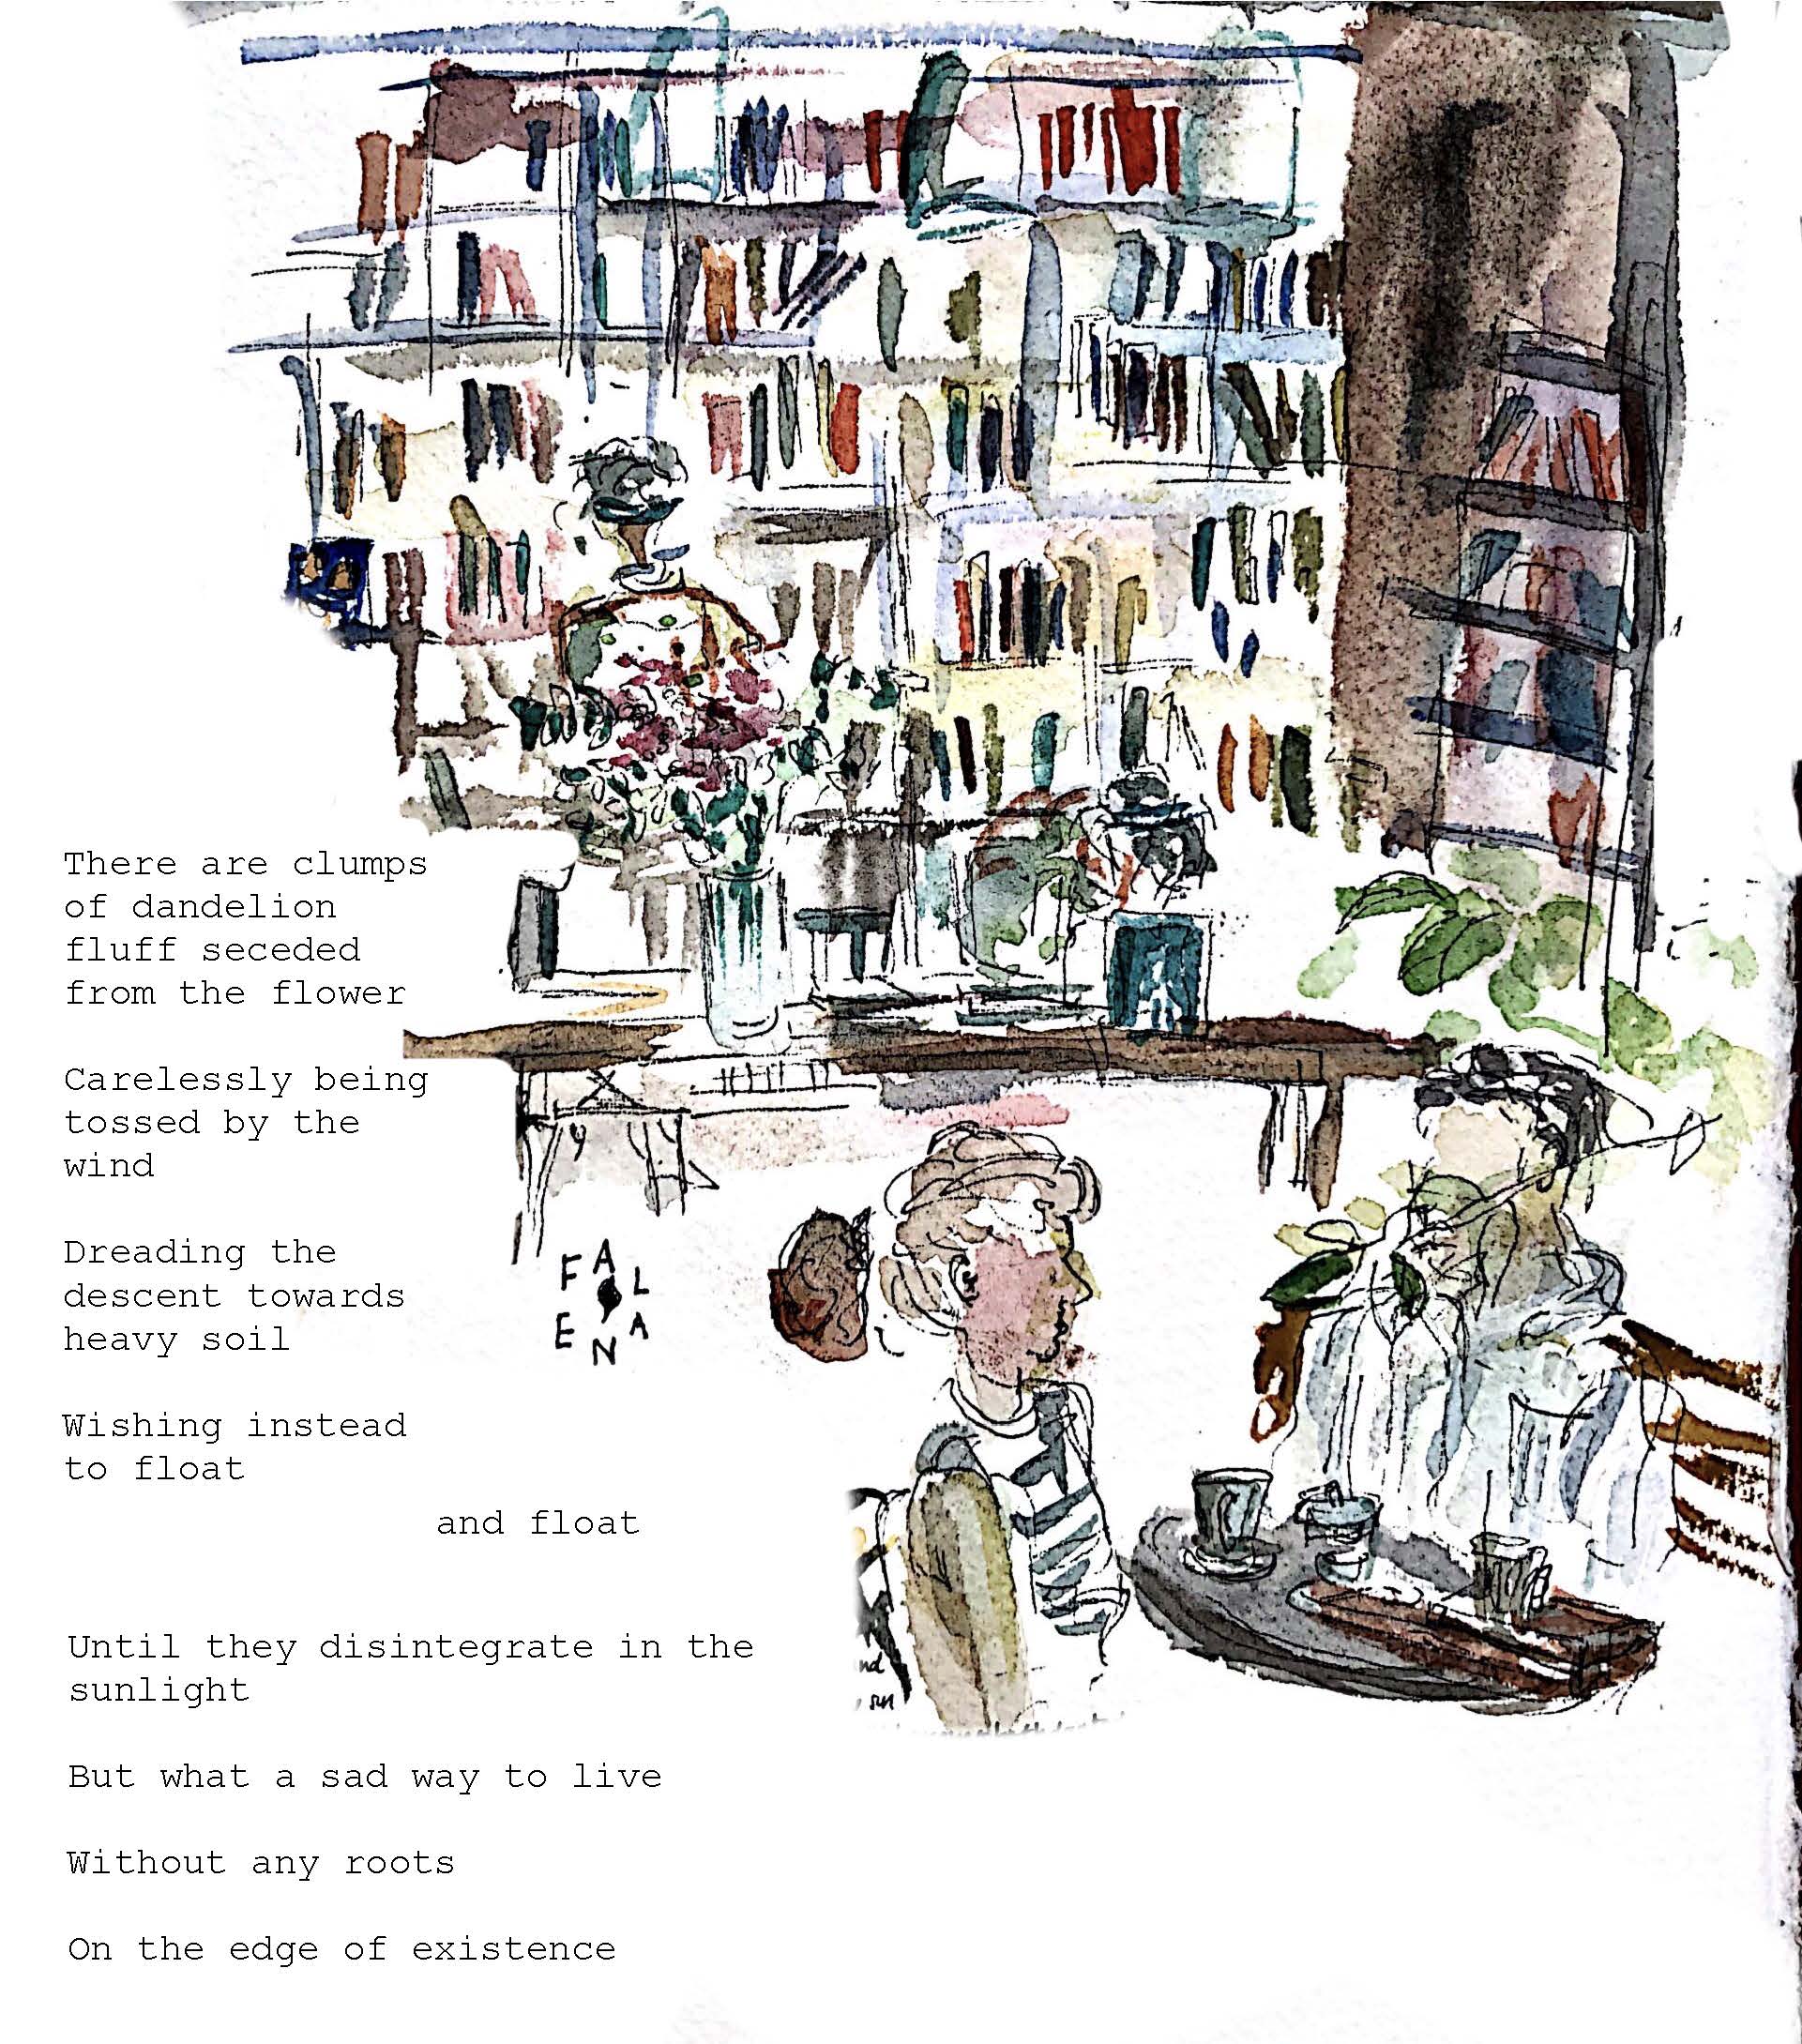 There are clumps
of dandelion
fluff seceded
from the flower
Carelessly being
tossed by the
wind
Dreading the
descent towards
heavy soil
FALENA
Wishing instead
to float
and float
Until they disintegrate in the
sunlight
nd
sun
But what a sad way to live
Without any roots
On the edge of existence